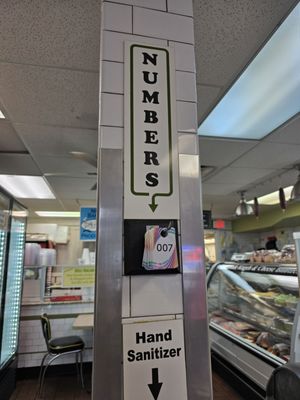 NUMBERS
007
Hand
Sanitizer